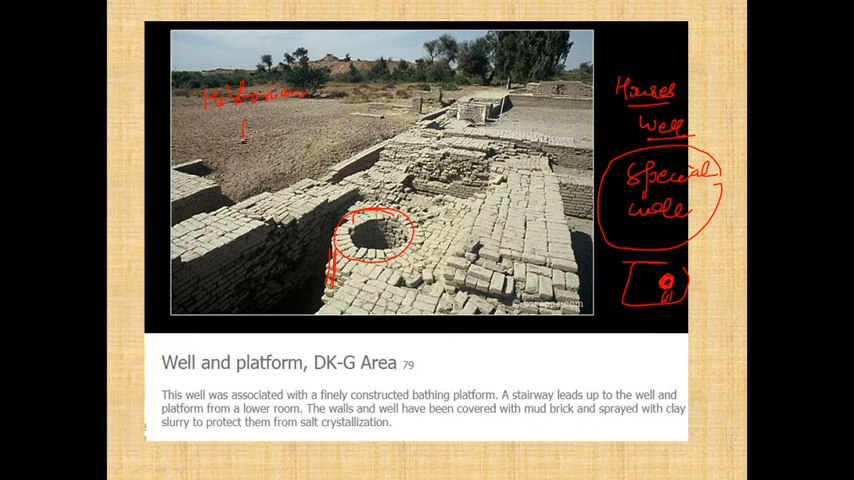 Houses
Well
Special
well
© harappa.com
Well and platform, DK-G Area 79
This well was associated with a finely constructed bathing platform. A stairway leads up to the well and
platform from a lower room. The walls and well have been covered with mud brick and sprayed with clay
slurry to protect them from salt crystallization.